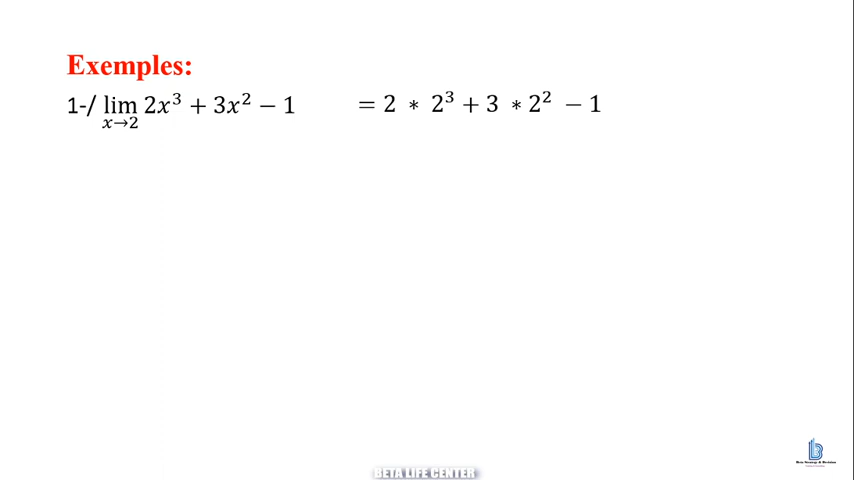 Exemples:
1-/ lim x→2 2x³ + 3x² − 1 = 2 * 2³ + 3 * 2² − 1
BETA LIFE CENTER